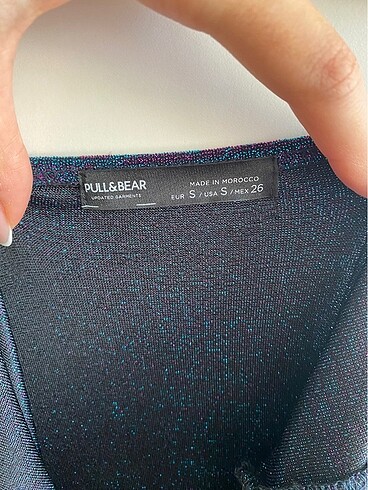 PULL&BEAR
UPDATED GARMENTS
MADE IN MOROCCO
EUR S / USA S / MEX 26